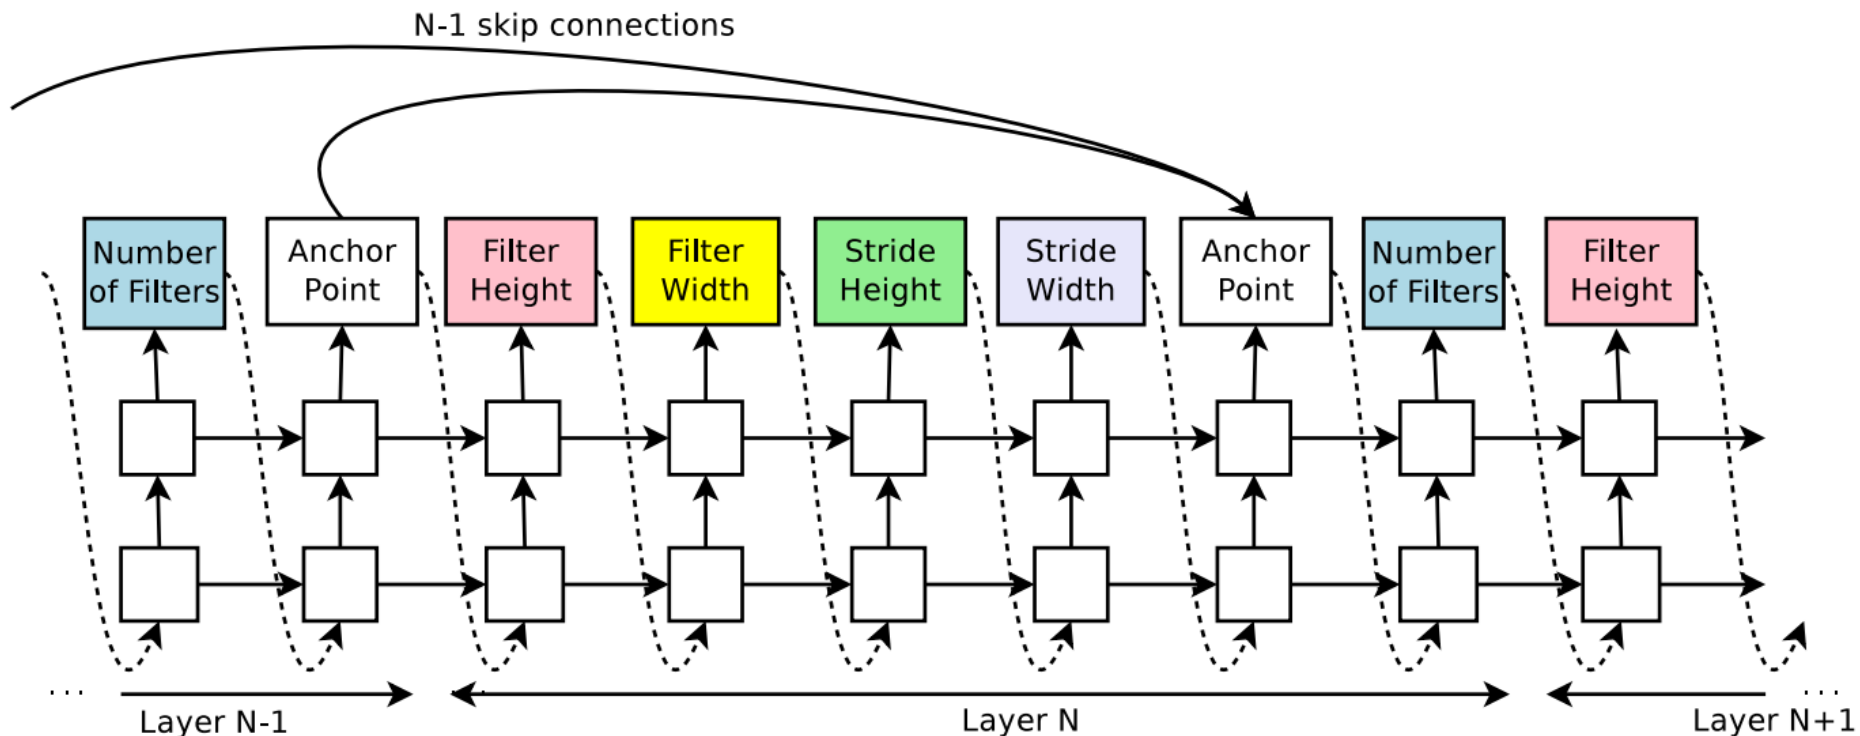 N-1 skip connections
Number
of Filters
Anchor
Point
Filter
Height
Filter
Width
Stride
Height
Stride
Width
Anchor
Point
Number
of Filters
Filter
Height
...
Layer N-1
Layer N
...
Layer N+1